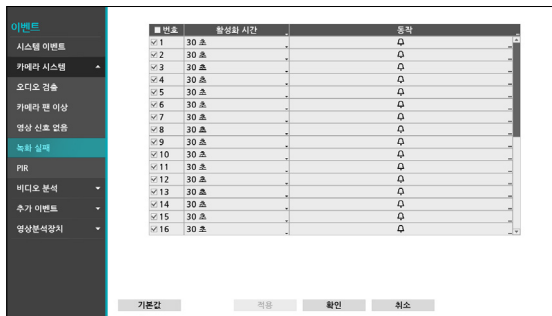 이벤트
시스템 이벤트
카메라 시스템
오디오 검출
카메라 팬 이상
영상 신호 없음
녹화 실패
PIR
비디오 분석
추가 이벤트
영상분석장치
번호 활성화 시간 동작
1 30 초
2 30 초
3 30 초
4 30 초
5 30 초
6 30 초
7 30 초
8 30 초
9 30 초
10 30 초
11 30 초
12 30 초
13 30 초
14 30 초
15 30 초
16 30 초
기본값 적용 확인 취소